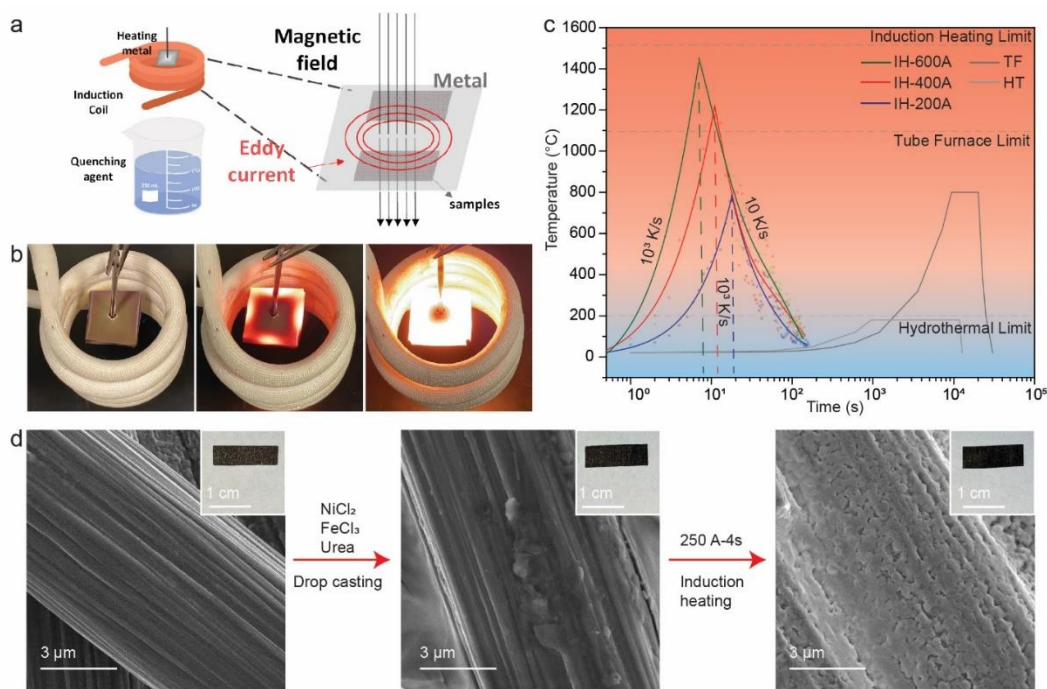 a
Heating
metal
Induction
Coil
Quenching
agent
Magnetic
field
Metal
Eddy
current
samples
b
c
1600
1400
1200
1000
800
600
400
200
0
Temperature (°C)
Induction Heating Limit
IH-600A
TF
IH-400A
HT
IH-200A
Tube Furnace Limit
10³ K/s
10 K/s
10³ K/s
Hydrothermal Limit
10⁰
10¹
10²
10³
10⁴
10⁵
Time (s)
d
1 cm
3 μm
NiCl₂
FeCl₃
Urea
Drop casting
1 cm
3 μm
250 A-4s
Induction
heating
1 cm
3 μm